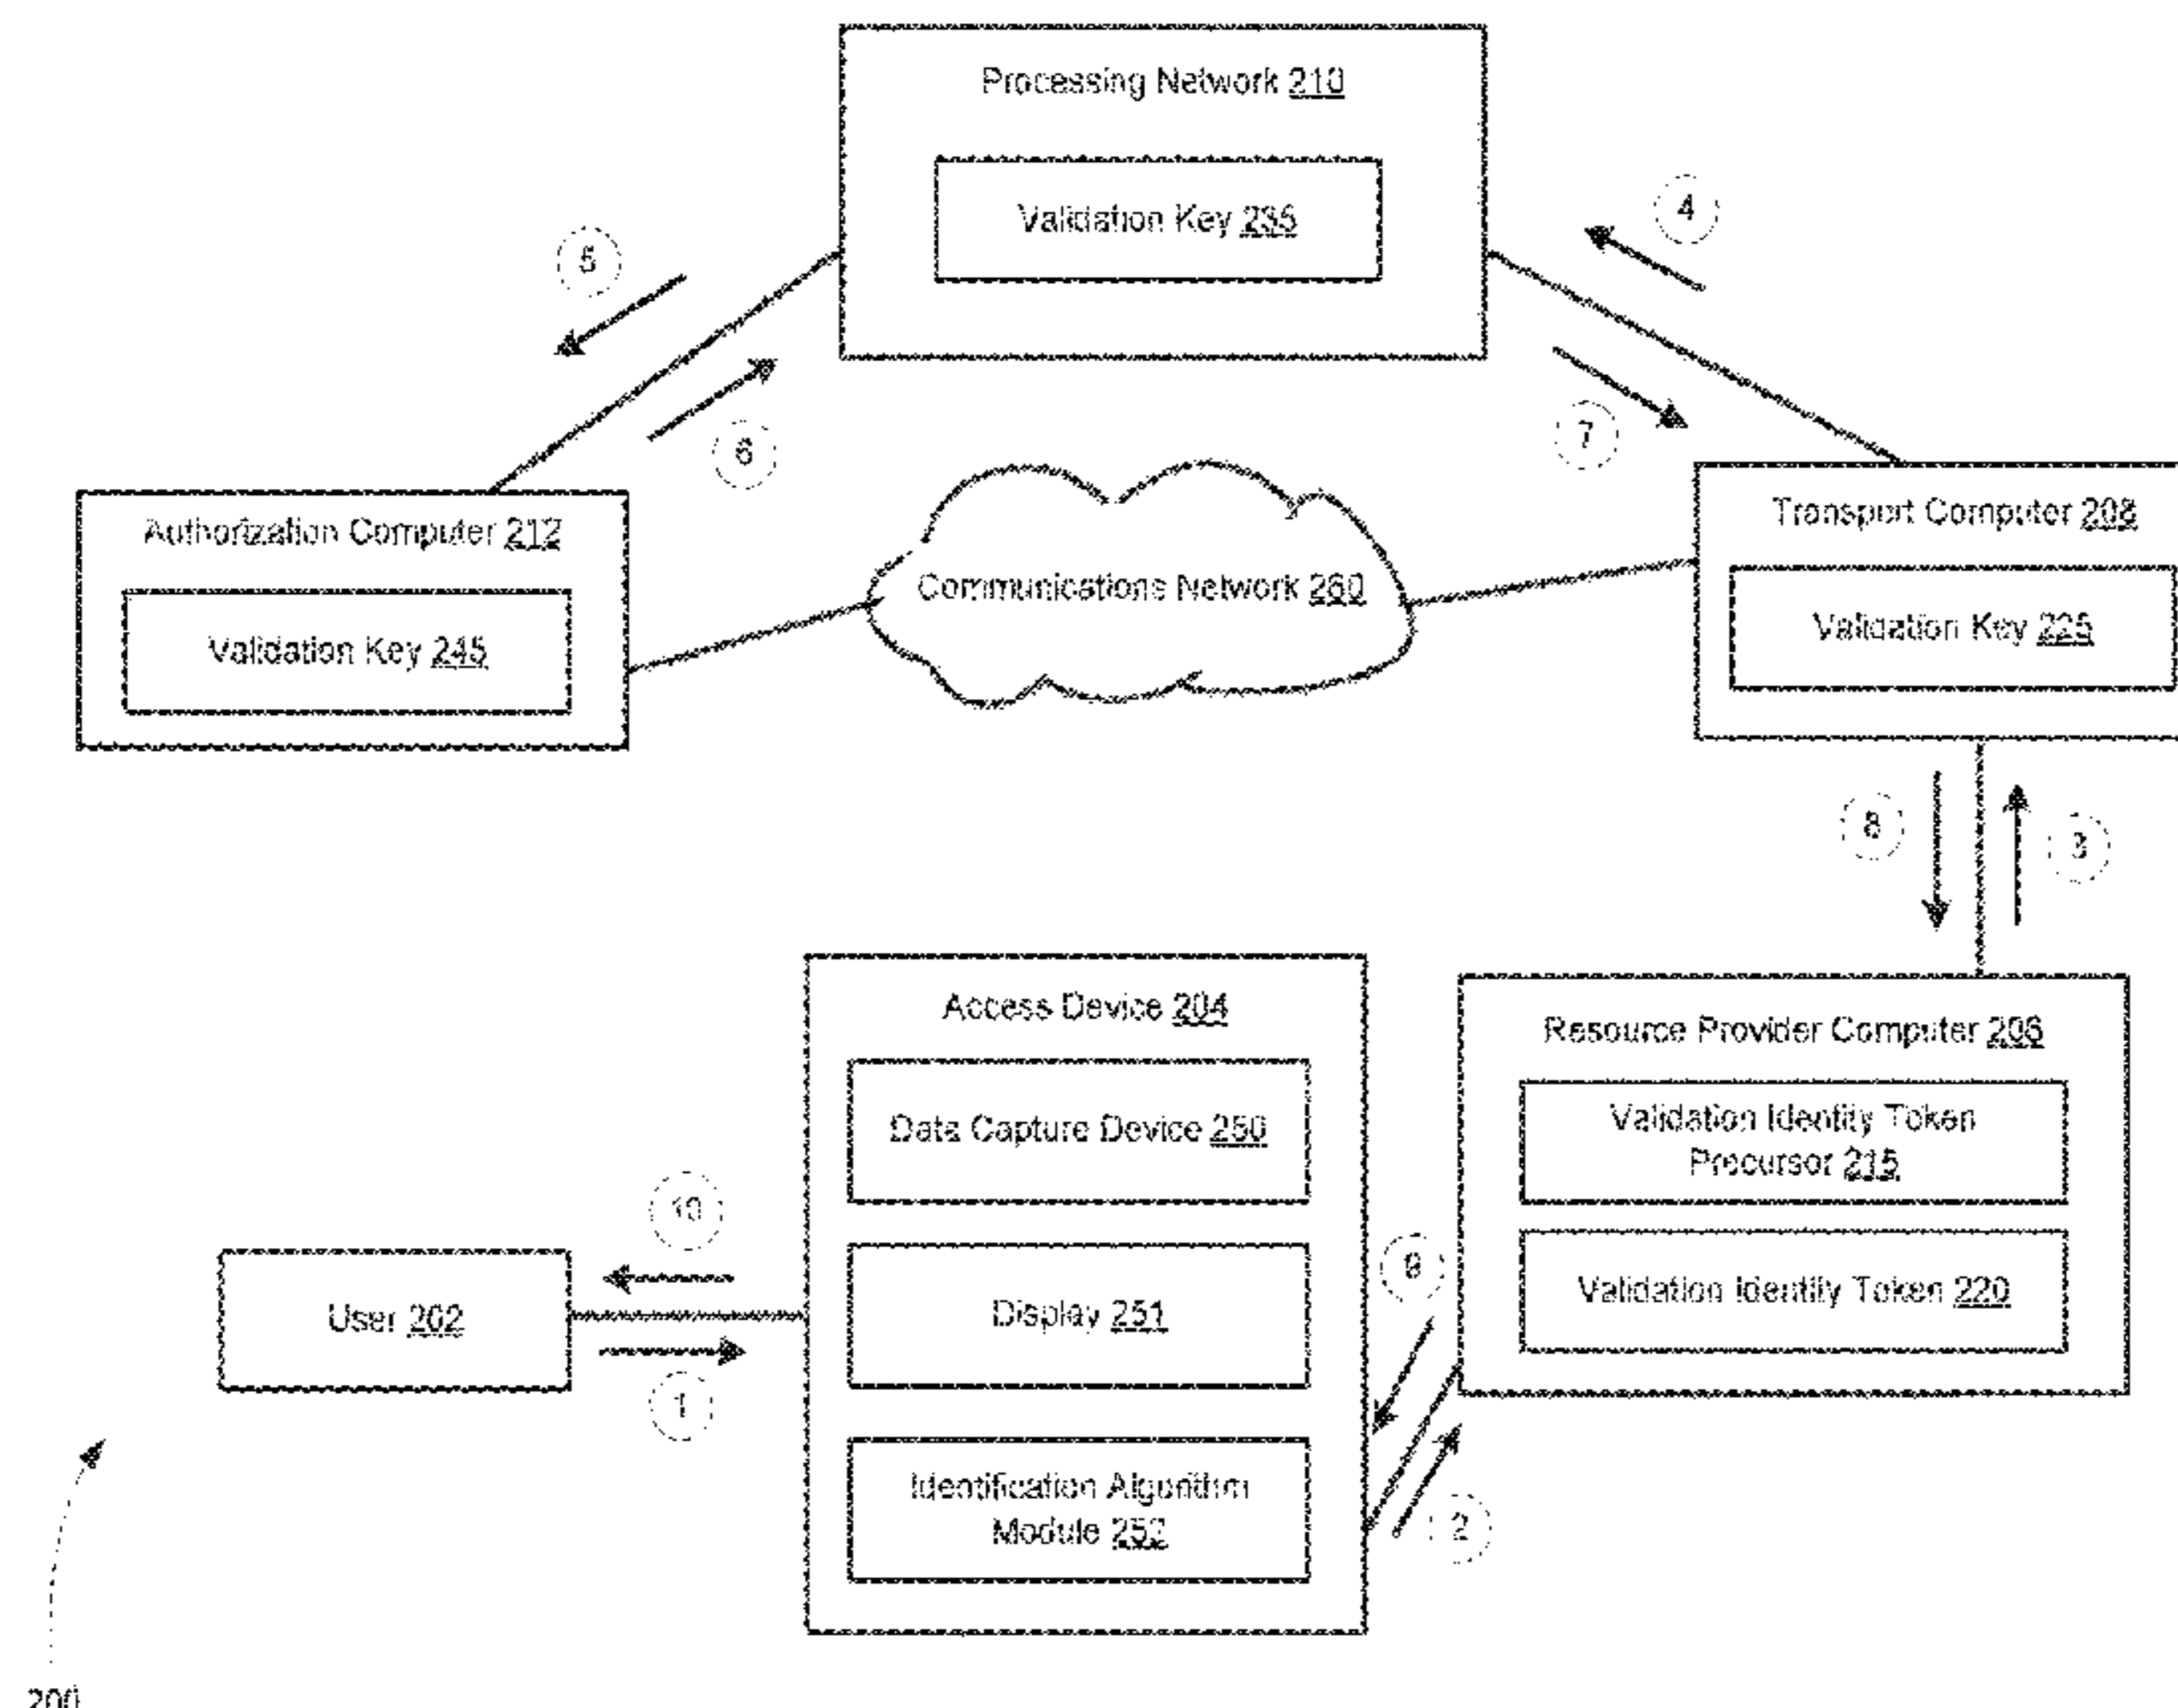 Processing Network 210
Validation Key 235
4
5
6
7
Authorization Computer 212
Validation Key 245
Communications Network 260
Transport Computer 208
Validation Key 225
8
3
Access Device 204
Data Capture Device 250
Display 251
Identification Algorithm
Module 252
Resource Provider Computer 206
Validation Identity Token
Precursor 215
Validation Identity Token 220
10
User 202
1
9
2
200